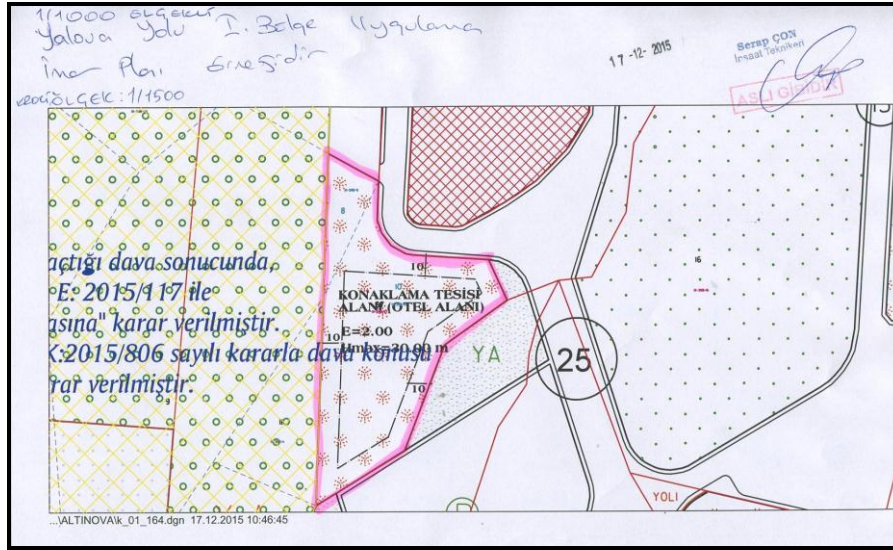 1/1000 ölçekli
Yalova Yolu I. Bölge Uygulama
İmar Planı Örneğidir
ÖLÇEK: 1/1500
17-12-2015
Serap ÇON
İnşaat Teknikeri
ASLI GİBİDİR
açtığı dava sonucunda,
E: 2015/117 ile
asına" karar verilmiştir.
K:2015/806 sayılı kararla dava konusu
rar verilmiştir.
8
10
10
KONAKLAMA TESİSİ
ALANI (OTEL ALANI)
E=2.00
Hmax=30.00 m
10
10
YA
25
16
YOLI
...\ALTINOVA\k_01_164.dgn 17.12.2015 10:46:45